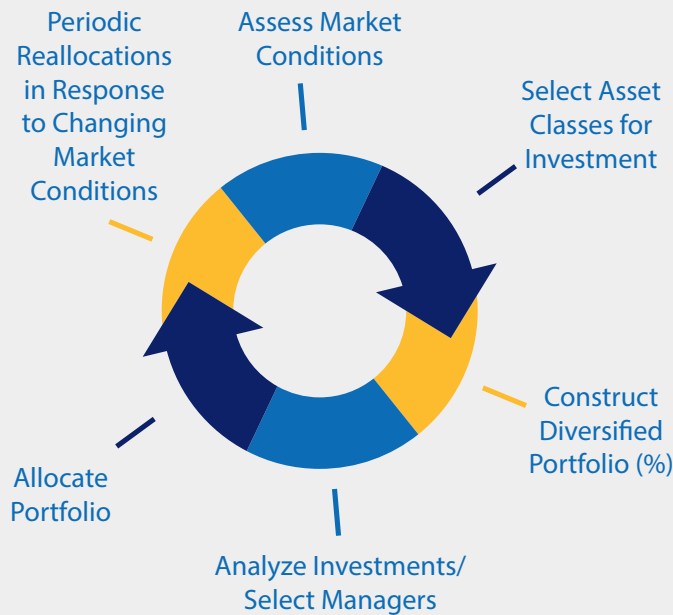 Periodic
Reallocations
in Response
to Changing
Market
Conditions
Assess Market
Conditions
Select Asset
Classes for
Investment
Construct
Diversified
Portfolio (%)
Analyze Investments/
Select Managers
Allocate
Portfolio